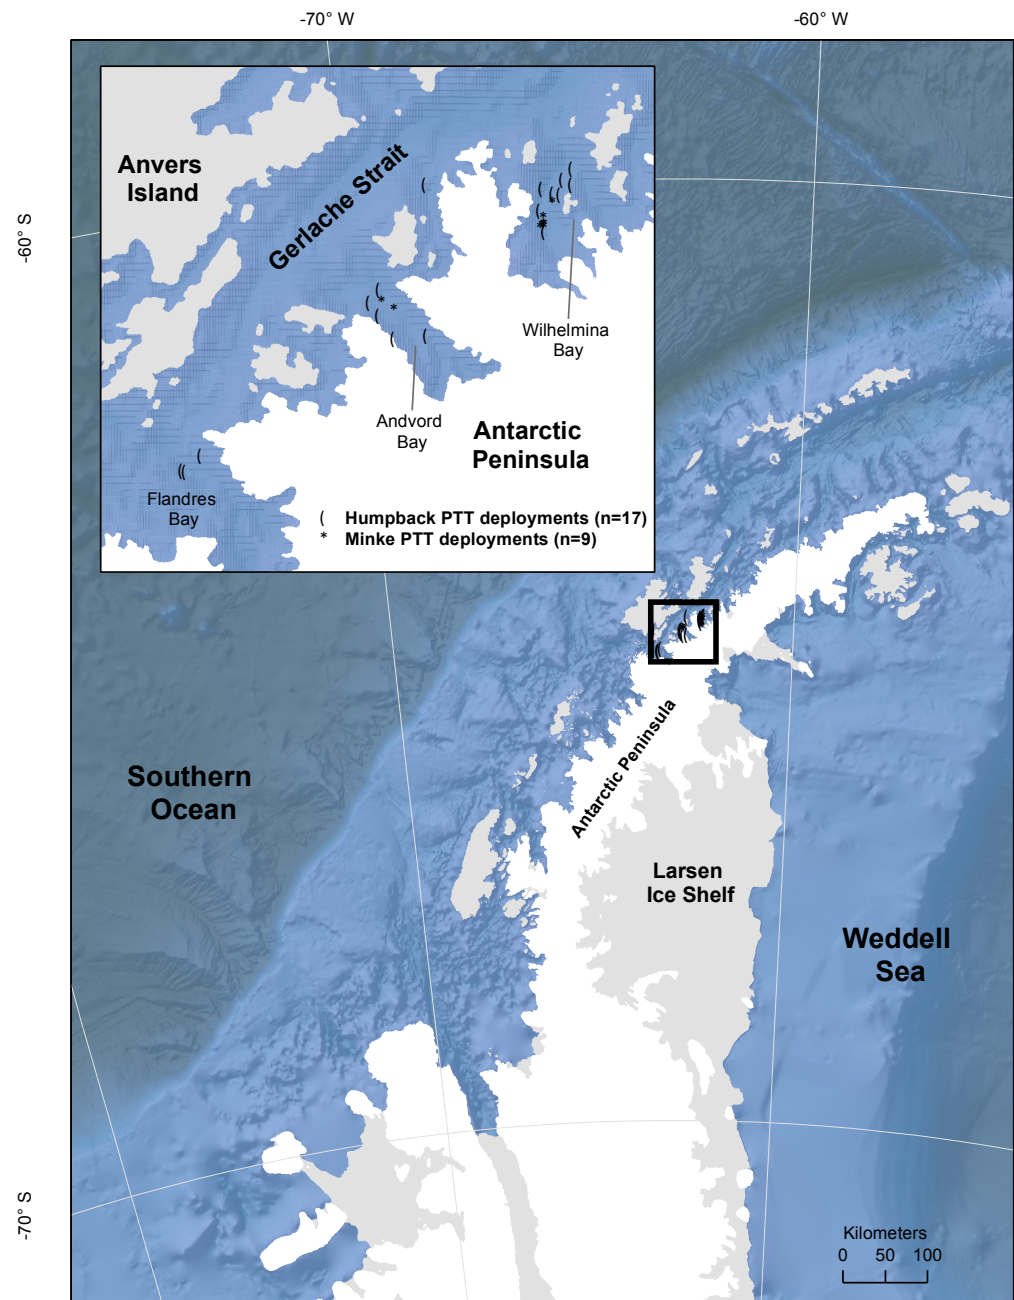 -70° W
-60° W
-60° S
-70° S
Anvers
Island
Gerlache Strait
Wilhelmina
Bay
Andvord
Bay
Antarctic
Peninsula
Flandres
Bay
( Humpback PTT deployments (n=17)
* Minke PTT deployments (n=9)
Antarctic Peninsula
Southern
Ocean
Larsen
Ice Shelf
Weddell
Sea
Kilometers
0 50 100